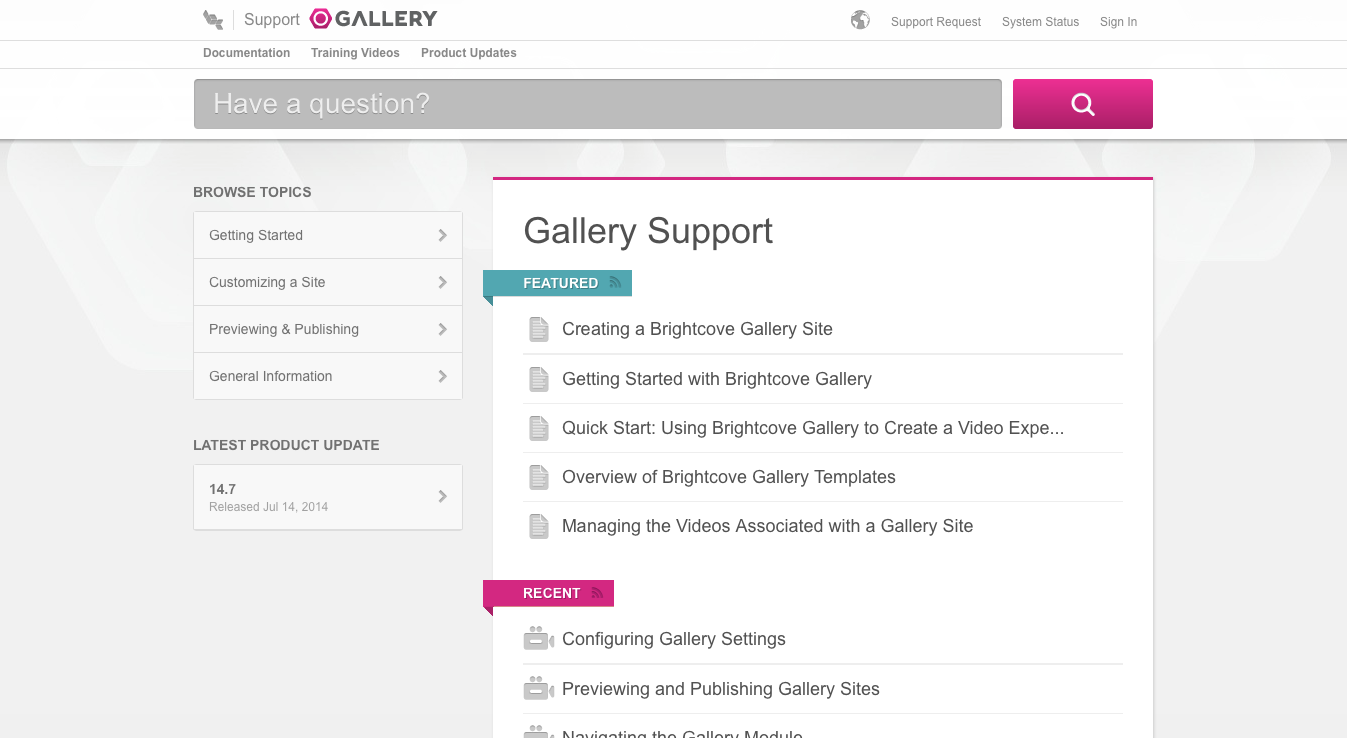 Support GALLERY
Support Request System Status Sign In
Documentation Training Videos Product Updates
Have a question?
BROWSE TOPICS
Getting Started
Customizing a Site
Previewing & Publishing
General Information
LATEST PRODUCT UPDATE
14.7
Released Jul 14, 2014
Gallery Support
FEATURED
Creating a Brightcove Gallery Site
Getting Started with Brightcove Gallery
Quick Start: Using Brightcove Gallery to Create a Video Expe...
Overview of Brightcove Gallery Templates
Managing the Videos Associated with a Gallery Site
RECENT
Configuring Gallery Settings
Previewing and Publishing Gallery Sites
Navigating the Gallery Module